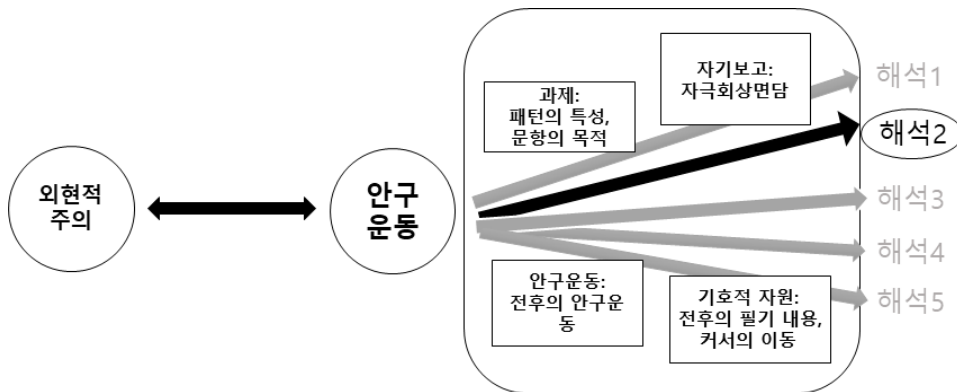 외현적
주의
안구
운동
과제:
패턴의 특성,
문항의 목적
자기보고:
자극회상면담
안구운동:
전후의 안구운
동
기호적 자원:
전후의 필기 내용,
커서의 이동
해석1
해석2
해석3
해석4
해석5